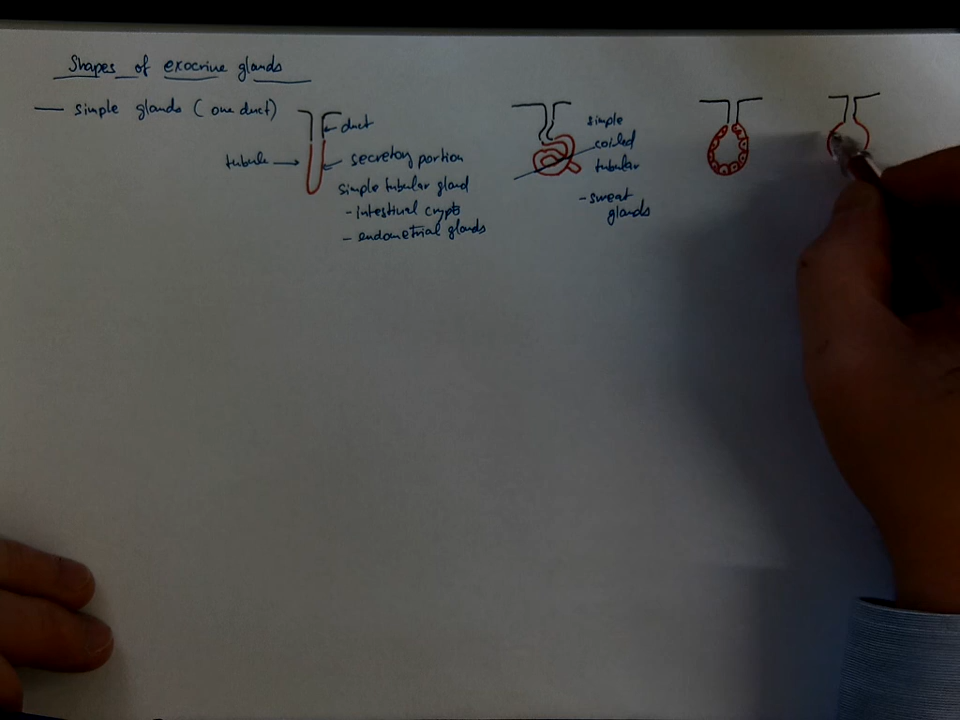 Shapes of exocrine glands
— simple glands (one duct)
duct
tubule
secretory portion
simple tubular gland
- intestinal crypts
- endometrial glands
simple
coiled
tubular
- sweat
glands